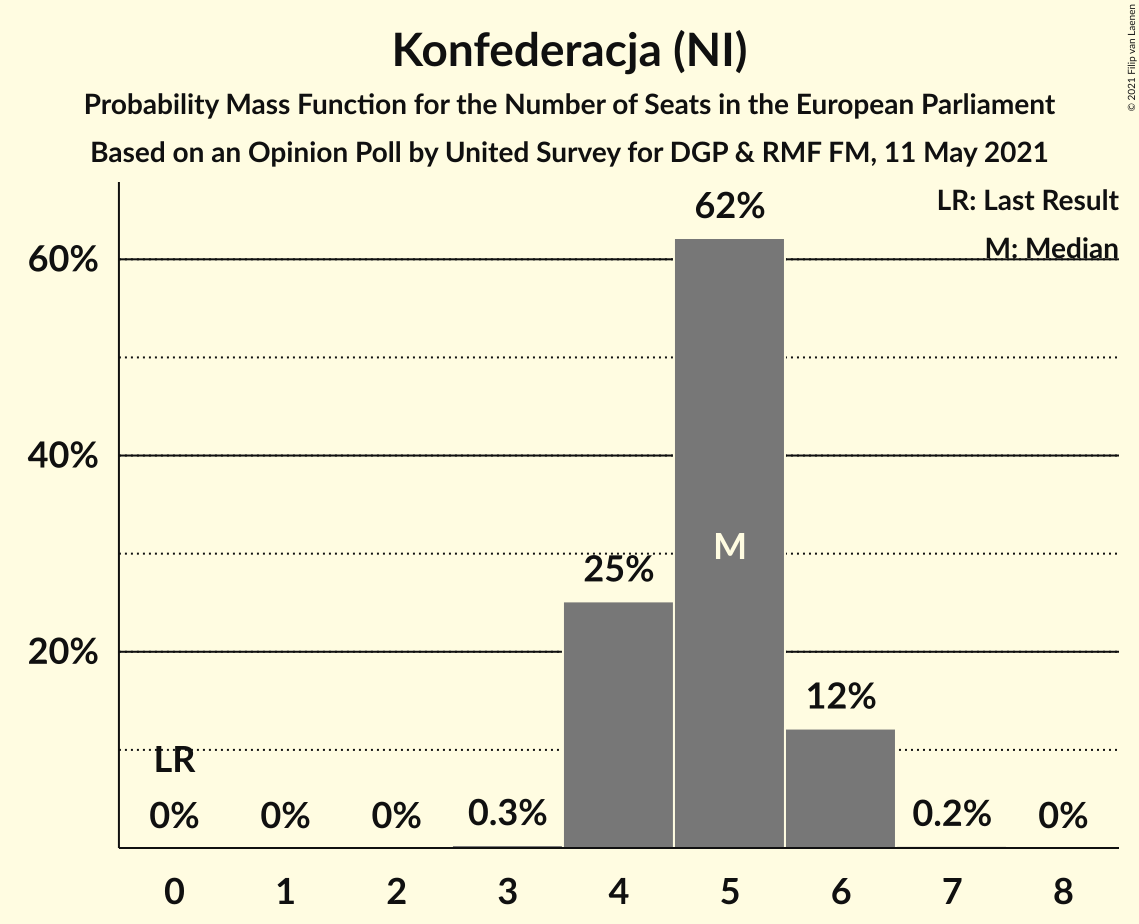 Konfederacja (NI)
Probability Mass Function for the Number of Seats in the European Parliament
Based on an Opinion Poll by United Survey for DGP & RMF FM, 11 May 2021
© 2021 Filip van Laenen
LR: Last Result
M: Median
60%
40%
20%
62%
M
25%
12%
LR
0%
0%
0%
0.3%
0.2%
0%
0 1 2 3 4 5 6 7 8